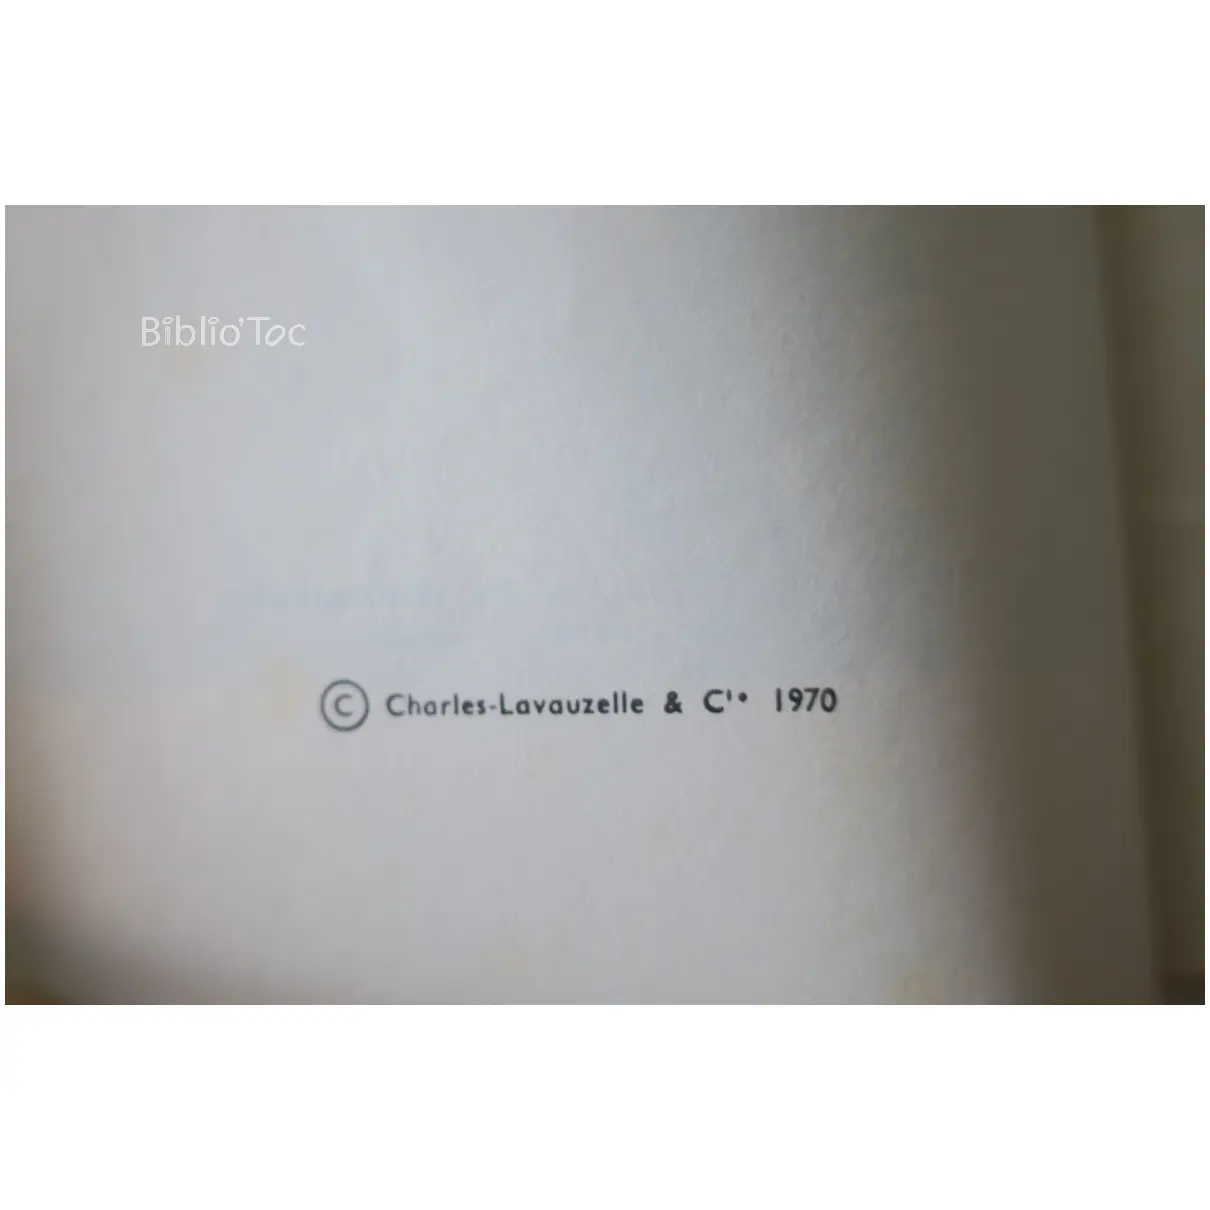 Biblio'Toc
© Charles-Lavauzelle & Cie 1970